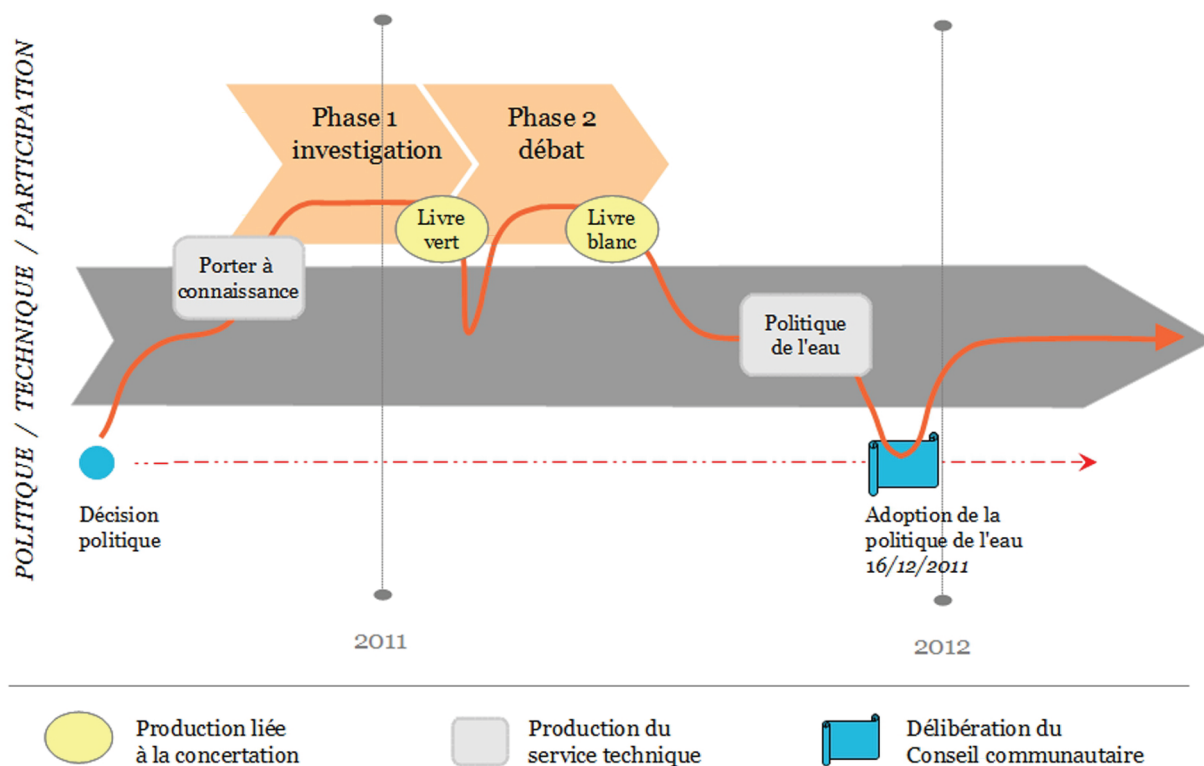 POLITIQUE / TECHNIQUE / PARTICIPATION
Phase 1
investigation
Phase 2
débat
Livre
vert
Livre
blanc
Porter à
connaissance
Politique
de l'eau
Décision
politique
Adoption de la
politique de l'eau
16/12/2011
2011
2012
Production liée
à la concertation
Production du
service technique
Délibération du
Conseil communautaire